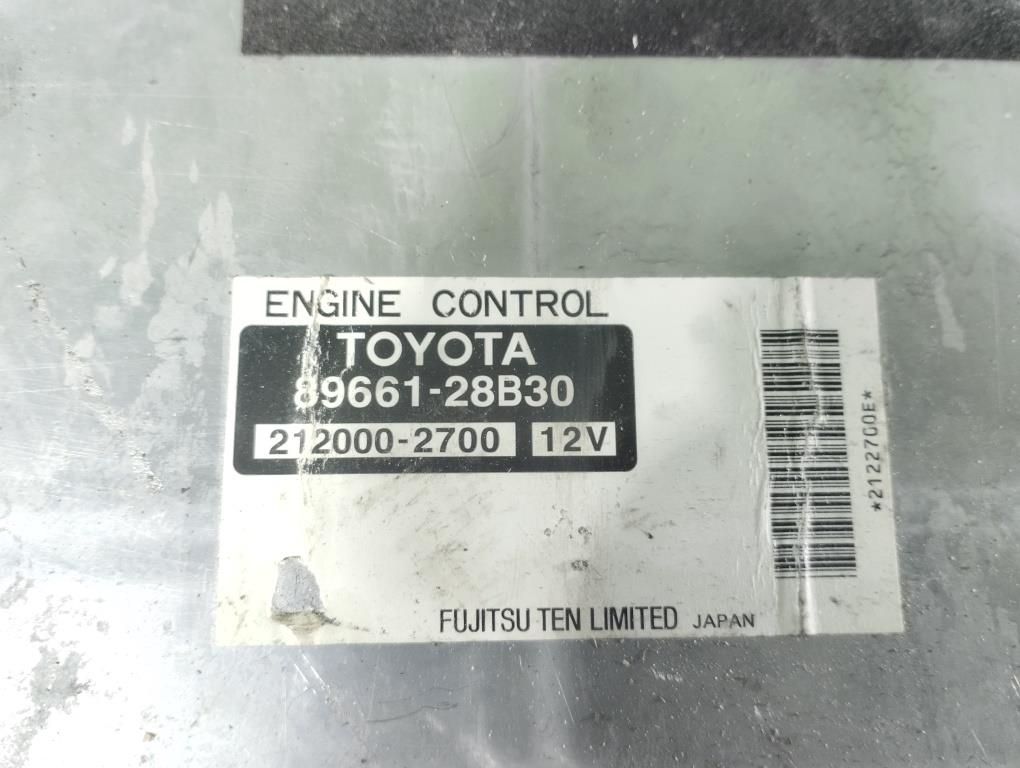 ENGINE CONTROL
TOYOTA
89661-28B30
212000-2700 12V
*2122700E*
FUJITSU TEN LIMITED JAPAN